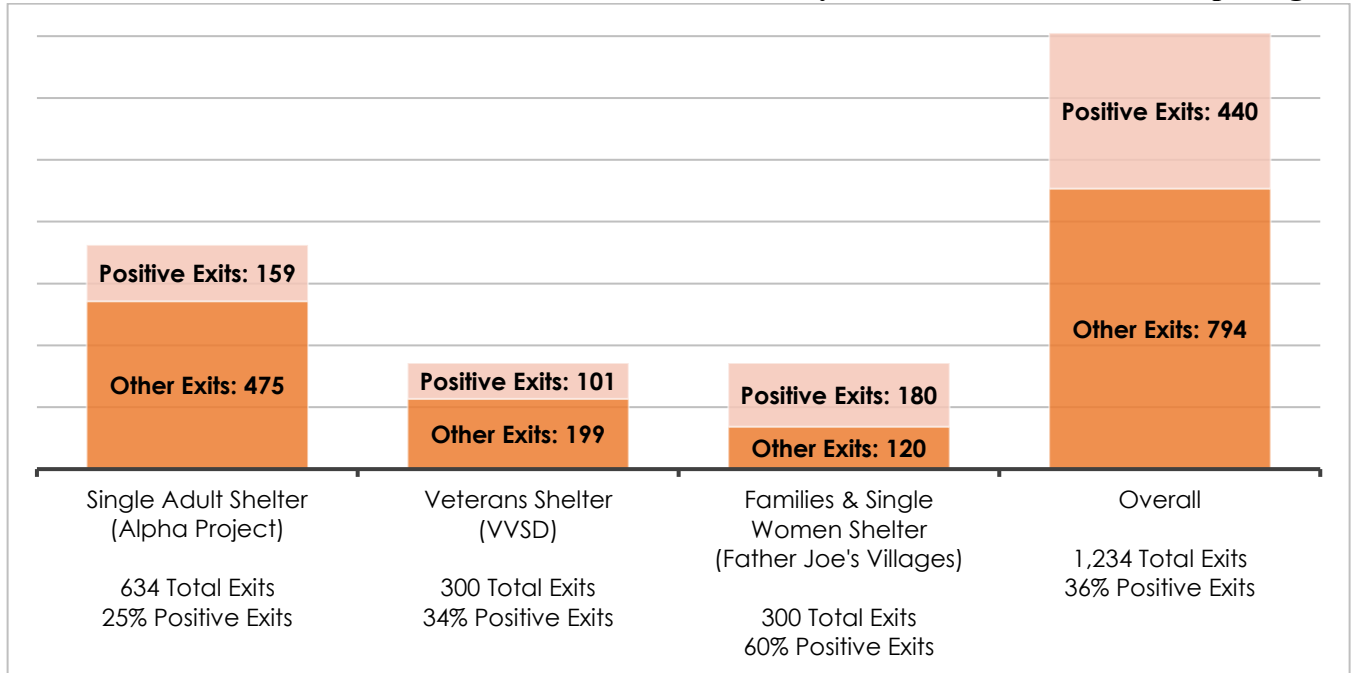 Positive Exits: 440
Positive Exits: 159
Other Exits: 794
Other Exits: 475
Positive Exits: 101
Positive Exits: 180
Other Exits: 199
Other Exits: 120
Single Adult Shelter
(Alpha Project)
634 Total Exits
25% Positive Exits
Veterans Shelter
(VVSD)
300 Total Exits
34% Positive Exits
Families & Single
Women Shelter
(Father Joe's Villages)
300 Total Exits
60% Positive Exits
Overall
1,234 Total Exits
36% Positive Exits